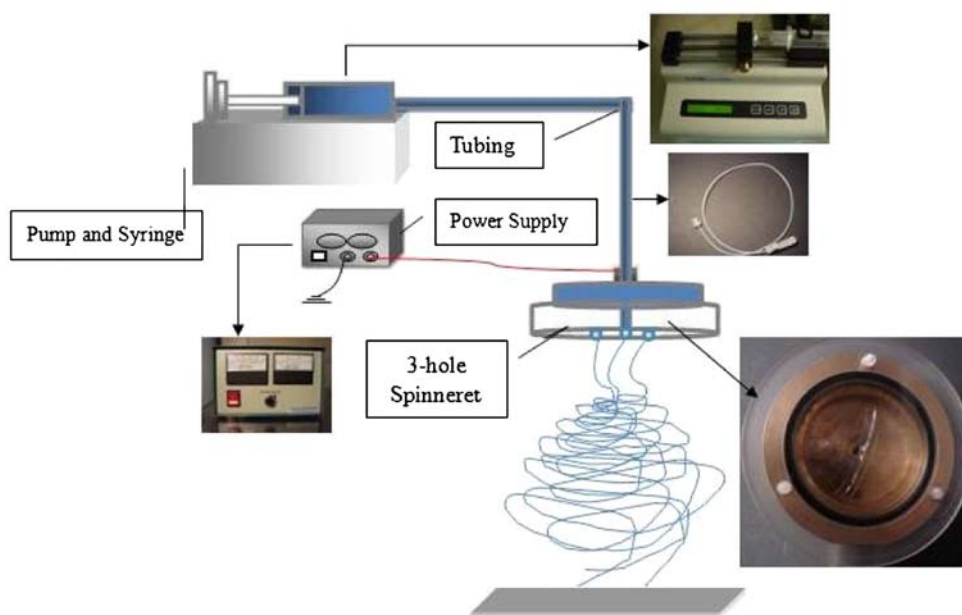 Tubing
Pump and Syringe
Power Supply
3-hole
Spinneret